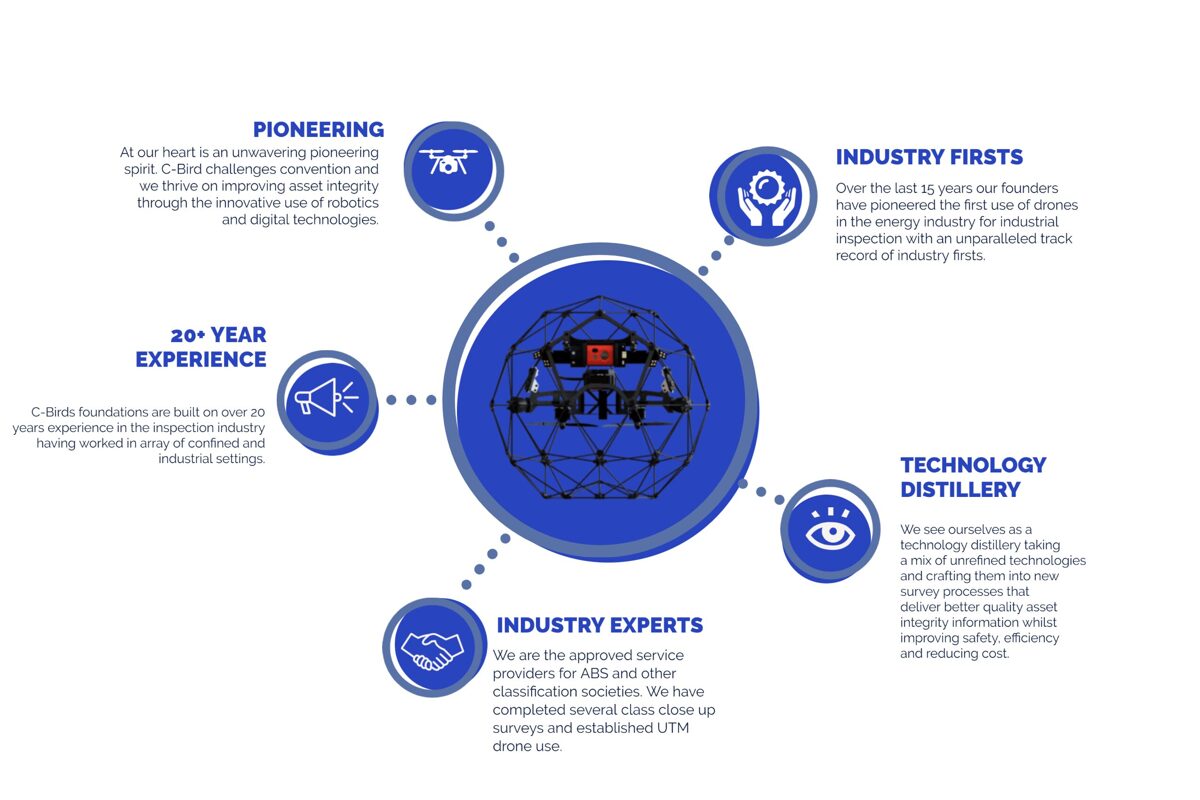 PIONEERING
At our heart is an unwavering pioneering
spirit. C-Bird challenges convention and
we thrive on improving asset integrity
through the innovative use of robotics
and digital technologies.
INDUSTRY FIRSTS
Over the last 15 years our founders
have pioneered the first use of drones
in the energy industry for industrial
inspection with an unparalleled track
record of industry firsts.
20+ YEAR
EXPERIENCE
C-Birds foundations are built on over 20
years experience in the inspection industry
having worked in array of confined and
industrial settings.
TECHNOLOGY
DISTILLERY
We see ourselves as a
technology distillery taking
a mix of unrefined technologies
and crafting them into new
survey processes that
deliver better quality asset
integrity information whilst
improving safety, efficiency
and reducing cost.
INDUSTRY EXPERTS
We are the approved service
providers for ABS and other
classification societies. We have
completed several class close up
surveys and established UTM
drone use.